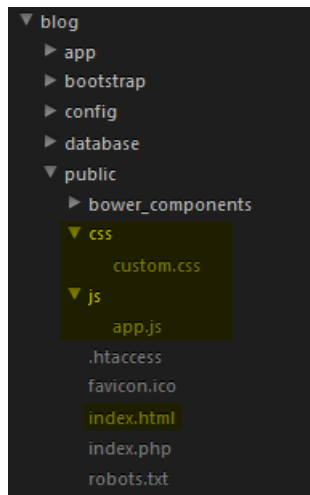 blog
app
bootstrap
config
database
public
bower_components
css
custom.css
js
app.js
.htaccess
favicon.ico
index.html
index.php
robots.txt